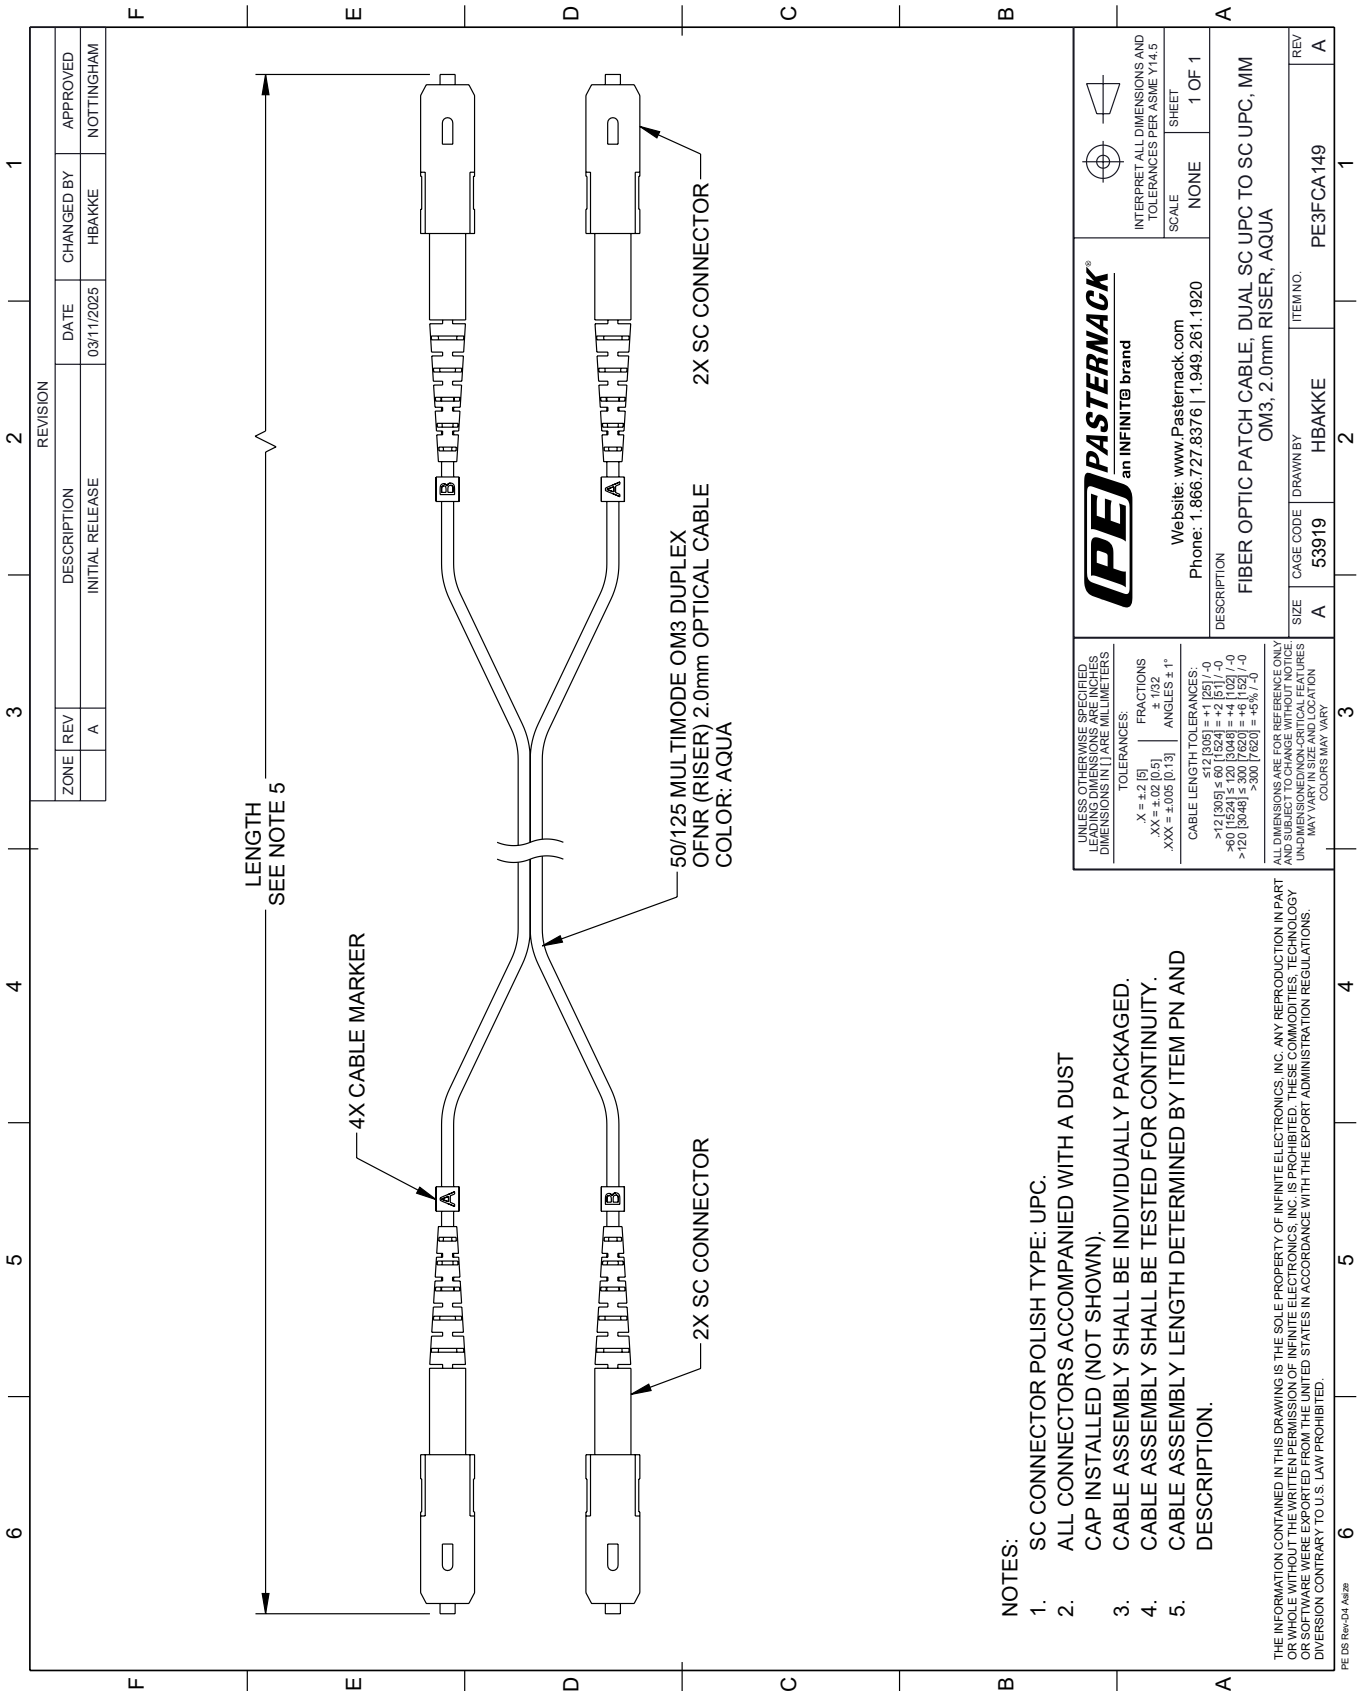 REVISION
ZONE REV DESCRIPTION DATE CHANGED BY APPROVED
A INITIAL RELEASE 03/11/2025 HBAKKE NOTTINGHAM
6 5 4 3 2 1
F
E
D
C
B
A
LENGTH
SEE NOTE 5
4X CABLE MARKER
A
B
B
A
2X SC CONNECTOR
2X SC CONNECTOR
50/125 MULTIMODE OM3 DUPLEX
OFNR (RISER) 2.0mm OPTICAL CABLE
COLOR: AQUA
NOTES:
1. SC CONNECTOR POLISH TYPE: UPC.
2. ALL CONNECTORS ACCOMPANIED WITH A DUST
CAP INSTALLED (NOT SHOWN).
3. CABLE ASSEMBLY SHALL BE INDIVIDUALLY PACKAGED.
4. CABLE ASSEMBLY SHALL BE TESTED FOR CONTINUITY.
5. CABLE ASSEMBLY LENGTH DETERMINED BY ITEM PN AND
DESCRIPTION.
THE INFORMATION CONTAINED IN THIS DRAWING IS THE SOLE PROPERTY OF INFINITE ELECTRONICS, INC. ANY REPRODUCTION IN PART
OR WHOLE WITHOUT THE WRITTEN PERMISSION OF INFINITE ELECTRONICS, INC. IS PROHIBITED. THESE COMMODITIES, TECHNOLOGY
OR SOFTWARE WERE EXPORTED FROM THE UNITED STATES IN ACCORDANCE WITH THE EXPORT ADMINISTRATION REGULATIONS.
DIVERSION CONTRARY TO U.S. LAW PROHIBITED.
UNLESS OTHERWISE SPECIFIED
LEADING DIMENSIONS ARE INCHES
DIMENSIONS IN [ ] ARE MILLIMETERS
TOLERANCES:
.X = ±.2 [5] FRACTIONS
.XX = ±.02 [0.5] ± 1/32
.XXX = ±.005 [0.13] ANGLES ± 1°
CABLE LENGTH TOLERANCES:
≤12 [305] = +1 [25] / -0
>12 [305] ≤ 60 [1524] = +2 [51] / -0
>60 [1524] ≤ 120 [3048] = +4 [102] / -0
>120 [3048] ≤ 300 [7620] = +6 [152] / -0
>300 [7620] = +5% / -0
ALL DIMENSIONS ARE FOR REFERENCE ONLY
AND SUBJECT TO CHANGE WITHOUT NOTICE.
UN-DIMENSIONED/NON-CRITICAL FEATURES
MAY VARY IN SIZE AND LOCATION
COLORS MAY VARY
PE PASTERNACK®
an INFINIT@ brand
Website: www.Pasternack.com
Phone: 1.866.727.8376 | 1.949.261.1920
INTERPRET ALL DIMENSIONS AND
TOLERANCES PER ASME Y14.5
SCALE NONE
SHEET 1 OF 1
DESCRIPTION
FIBER OPTIC PATCH CABLE, DUAL SC UPC TO SC UPC, MM
OM3, 2.0mm RISER, AQUA
SIZE CAGE CODE DRAWN BY ITEM NO. REV
A 53919 HBAKKE PE3FCA149 A
F
E
D
C
B
A
6 5 4 3 2 1
PE DS Rev-D4 Asize